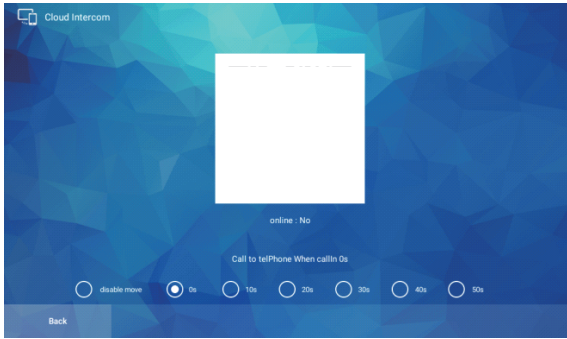 Cloud Intercom
online : No
Call to telPhone When callIn 0s
disable move 0s 10s 20s 30s 40s 50s
Back